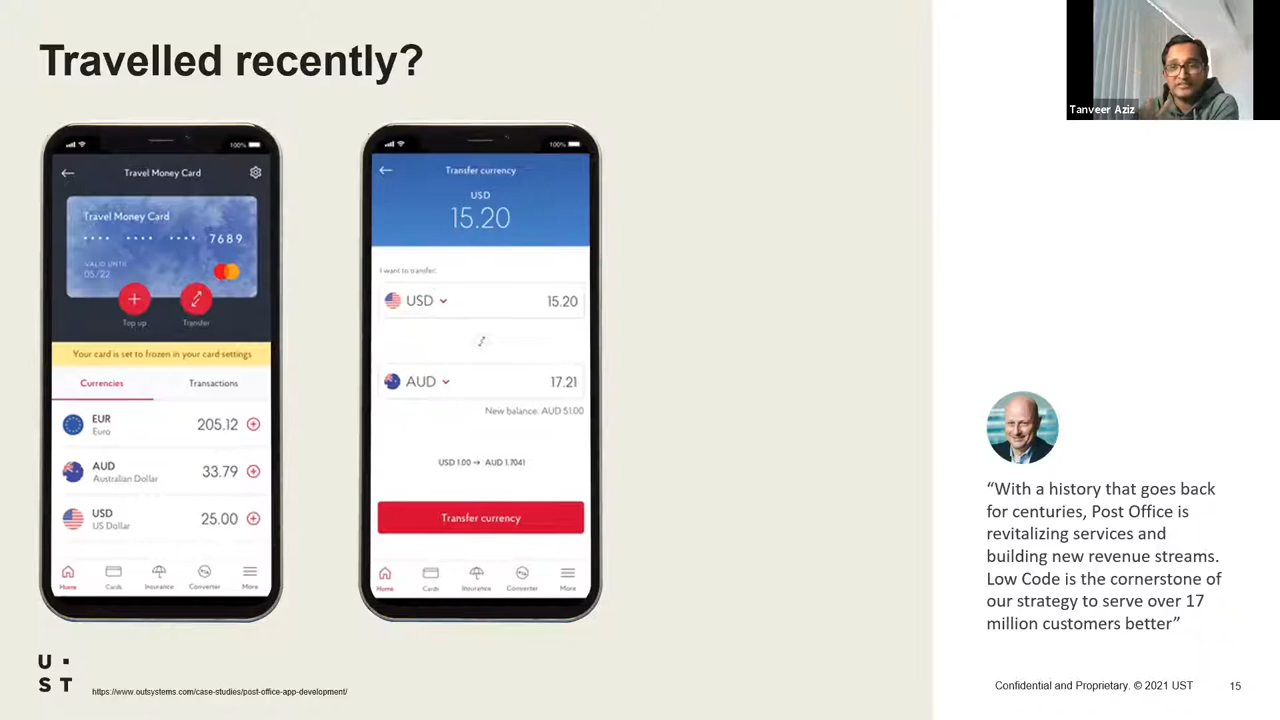 Travelled recently?
Tanveer Aziz
100%
Travel Money Card
Travel Money Card
7689
VALID UNTIL
05/22
Top up
Transfer
Your card is set to frozen in your card settings
Currencies
Transactions
EUR
205.12
Euro
AUD
33.79
Australian Dollar
USD
25.00
US Dollar
Home
Cards
Insurance
Converter
More
100%
Transfer currency
USD
15.20
I want to transfer:
USD
15.20
AUD
17.21
New balance: AUD 51.00
USD 1.00 → AUD 1.7041
Transfer currency
Home
Cards
Insurance
Converter
More
“With a history that goes back
for centuries, Post Office is
revitalizing services and
building new revenue streams.
Low Code is the cornerstone of
our strategy to serve over 17
million customers better”
U
S T
https://www.outsystems.com/case-studies/post-office-app-development/
Confidential and Proprietary. © 2021 UST
15